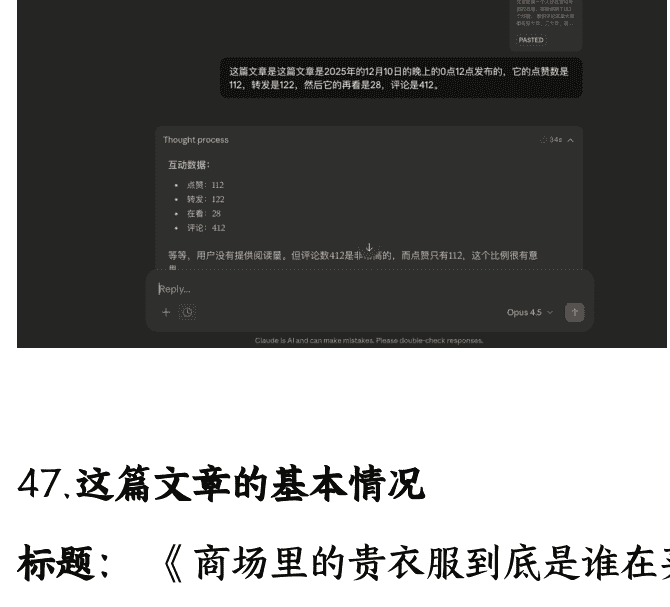 PASTED
这篇文章是这篇文章是2025年的12月10日的晚上的0点12点发布的，它的点赞数是
112，转发是122，然后它的再看是28，评论是412。
Thought process
34s
互动数据：
点赞：112
转发：122
在看：28
评论：412
等等，用户没有提供阅读量。但评论数412是非常高的，而点赞只有112，这个比例很有意
Reply...
Opus 4.5
Claude is AI and can make mistakes. Please double-check responses.
47.这篇文章的基本情况
标题：《商场里的贵衣服到底是谁在